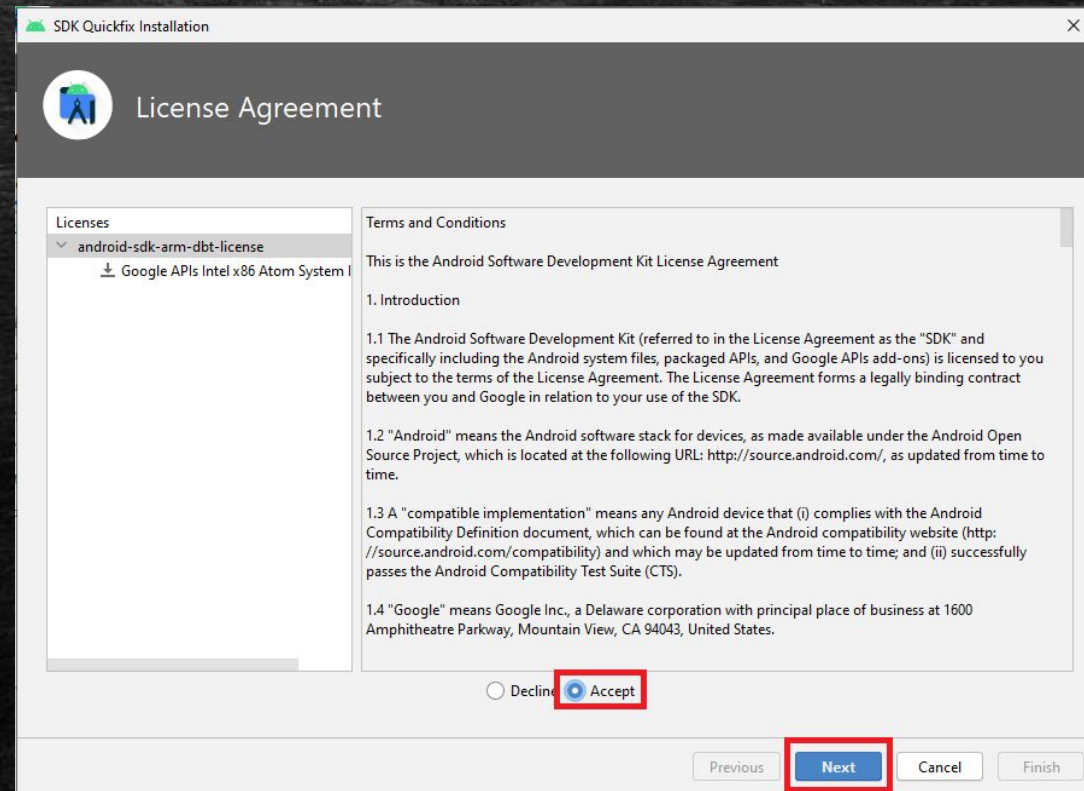 SDK Quickfix Installation
License Agreement
Licenses
android-sdk-arm-dbt-license
Google APIs Intel x86 Atom System
Terms and Conditions
This is the Android Software Development Kit License Agreement
1. Introduction
1.1 The Android Software Development Kit (referred to in the License Agreement as the "SDK" and
specifically including the Android system files, packaged APIs, and Google APIs add-ons) is licensed to you
subject to the terms of the License Agreement. The License Agreement forms a legally binding contract
between you and Google in relation to your use of the SDK.
1.2 "Android" means the Android software stack for devices, as made available under the Android Open
Source Project, which is located at the following URL: http://source.android.com/, as updated from time to
time.
1.3 A "compatible implementation" means any Android device that (i) complies with the Android
Compatibility Definition document, which can be found at the Android compatibility website (http:
//source.android.com/compatibility) and which may be updated from time to time; and (ii) successfully
passes the Android Compatibility Test Suite (CTS).
1.4 "Google" means Google Inc., a Delaware corporation with principal place of business at 1600
Amphitheatre Parkway, Mountain View, CA 94043, United States.
Decline Accept
Previous Next Cancel Finish